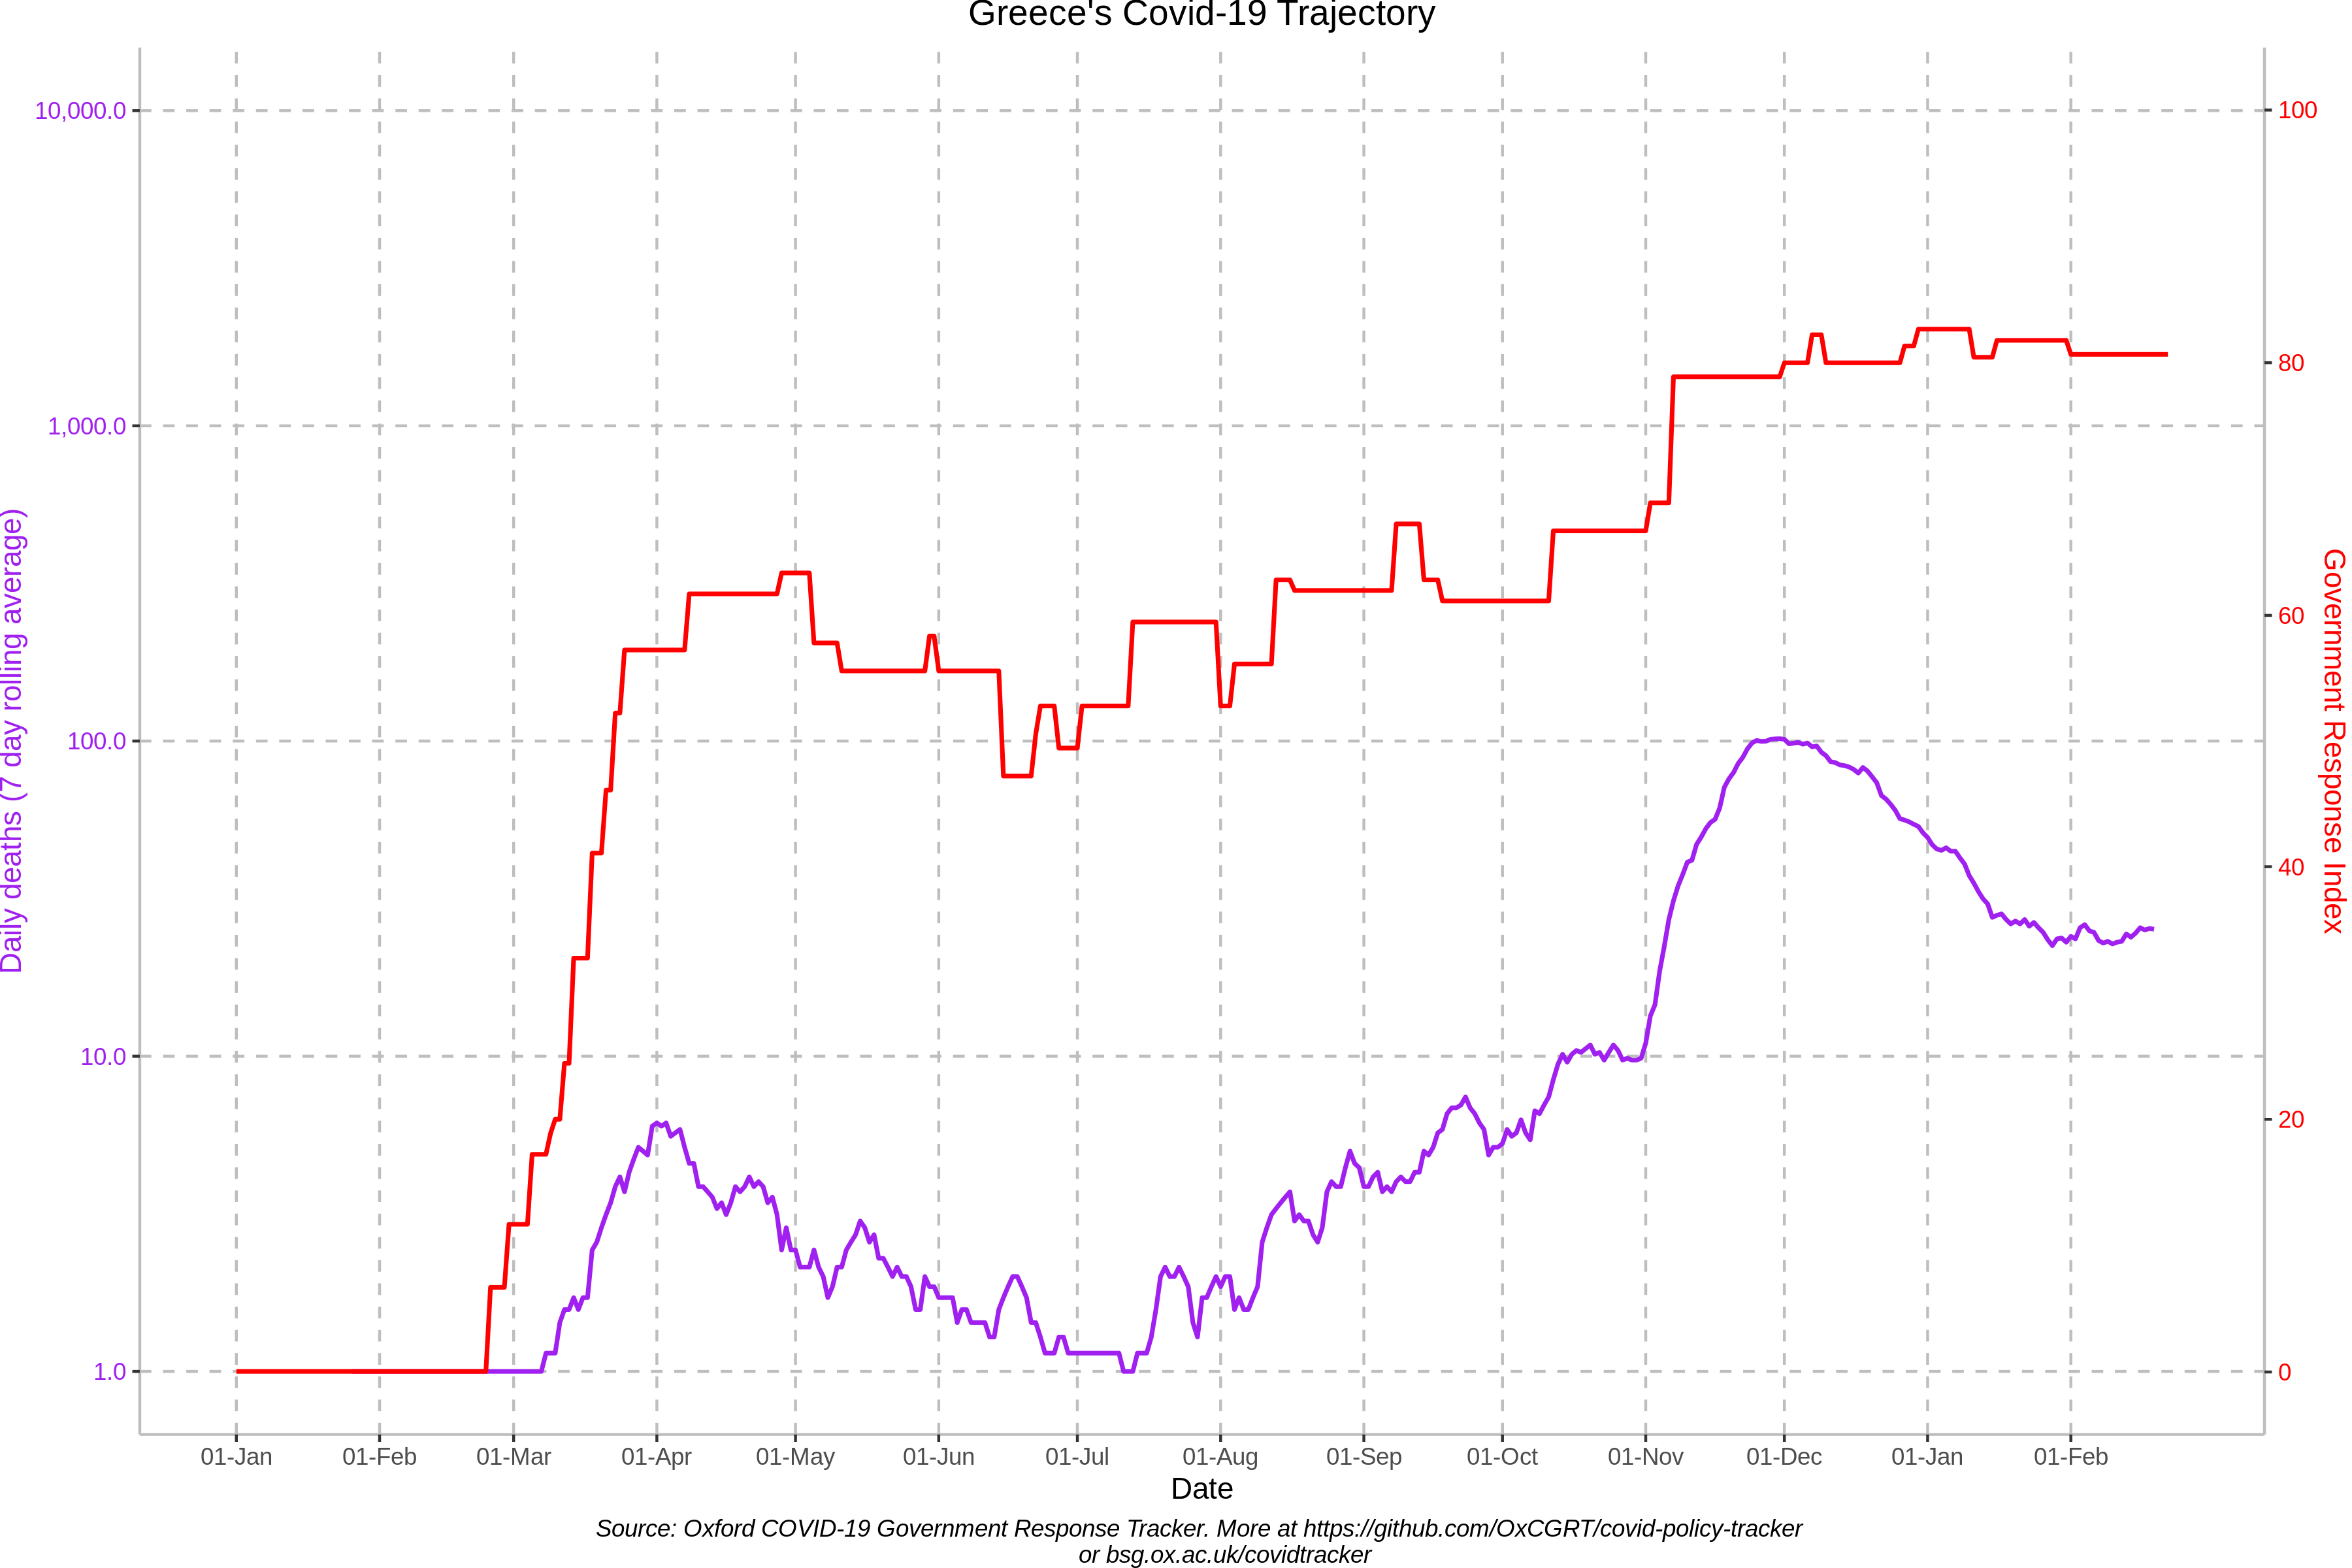 Greece's Covid-19 Trajectory
10,000.0
1,000.0
100.0
10.0
1.0
Daily deaths (7 day rolling average)
100
80
60
40
20
0
Government Response Index
01-Jan
01-Feb
01-Mar
01-Apr
01-May
01-Jun
01-Jul
01-Aug
01-Sep
01-Oct
01-Nov
01-Dec
01-Jan
01-Feb
Date
Source: Oxford COVID-19 Government Response Tracker. More at https://github.com/OxCGRT/covid-policy-tracker
or bsg.ox.ac.uk/covidtracker